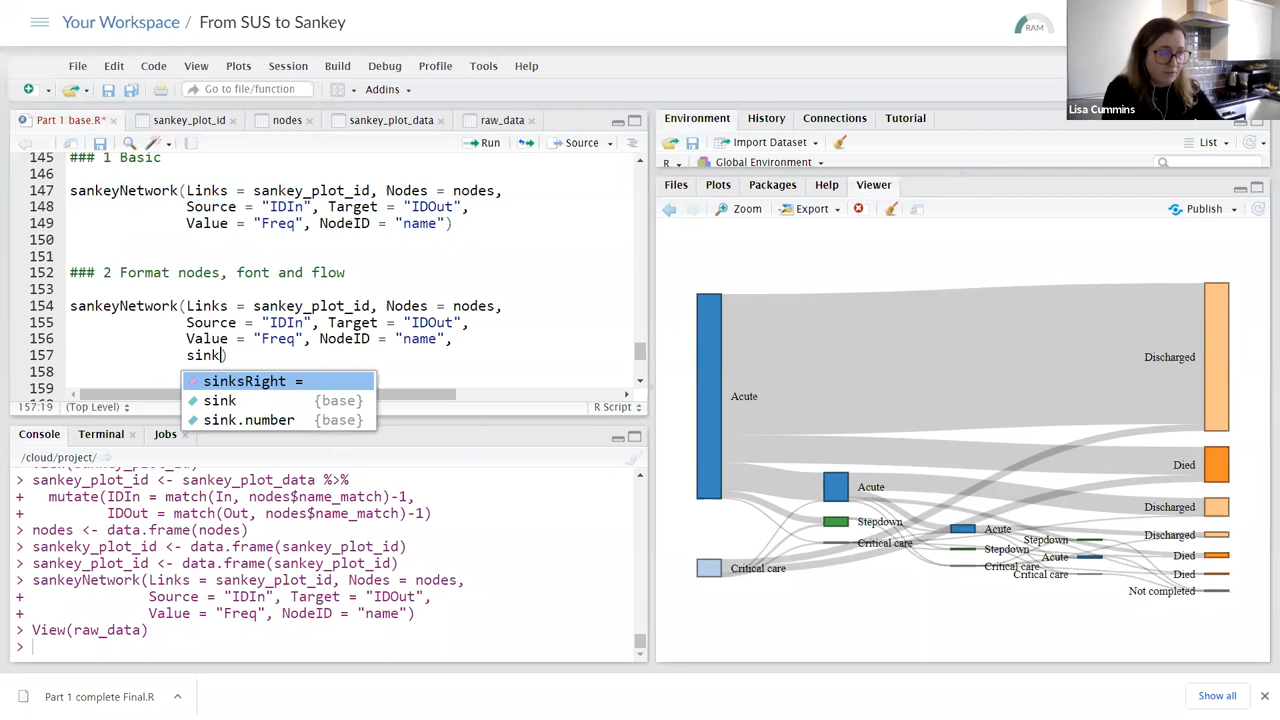 Your Workspace / From SUS to Sankey
RAM
Lisa Cummins
File Edit Code View Plots Session Build Debug Profile Tools Help
Go to file/function
Addins
Part 1 base.R*
sankey_plot_id
nodes
sankey_plot_data
raw_data
Run
Source
145 ### 1 Basic
146
147 sankeyNetwork(Links = sankey_plot_id, Nodes = nodes,
148 Source = "IDIn", Target = "IDOut",
149 Value = "Freq", NodeID = "name")
150
151
152 ### 2 Format nodes, font and flow
153
154 sankeyNetwork(Links = sankey_plot_id, Nodes = nodes,
155 Source = "IDIn", Target = "IDOut",
156 Value = "Freq", NodeID = "name",
157 sink)
158
159
sinksRight =
sink {base}
sink.number {base}
157:19 (Top Level) R Script
Console Terminal Jobs
/cloud/project/
> sankey_plot_id <- sankey_plot_data %>%
+ mutate(IDIn = match(In, nodes$name_match)-1,
+ IDOut = match(Out, nodes$name_match)-1)
> nodes <- data.frame(nodes)
> sankeky_plot_id <- data.frame(sankey_plot_id)
> sankey_plot_id <- data.frame(sankey_plot_id)
> sankeyNetwork(Links = sankey_plot_id, Nodes = nodes,
+ Source = "IDIn", Target = "IDOut",
+ Value = "Freq", NodeID = "name")
> View(raw_data)
>
Environment History Connections Tutorial
Import Dataset
List
R
Global Environment
Files Plots Packages Help Viewer
Zoom Export Publish
Acute
Critical care
Acute
Stepdown
Critical care
Acute
Stepdown
Critical care
Stepdown
Acute
Critical care
Discharged
Died
Discharged
Discharged
Died
Died
Not completed
Part 1 complete Final.R
Show all